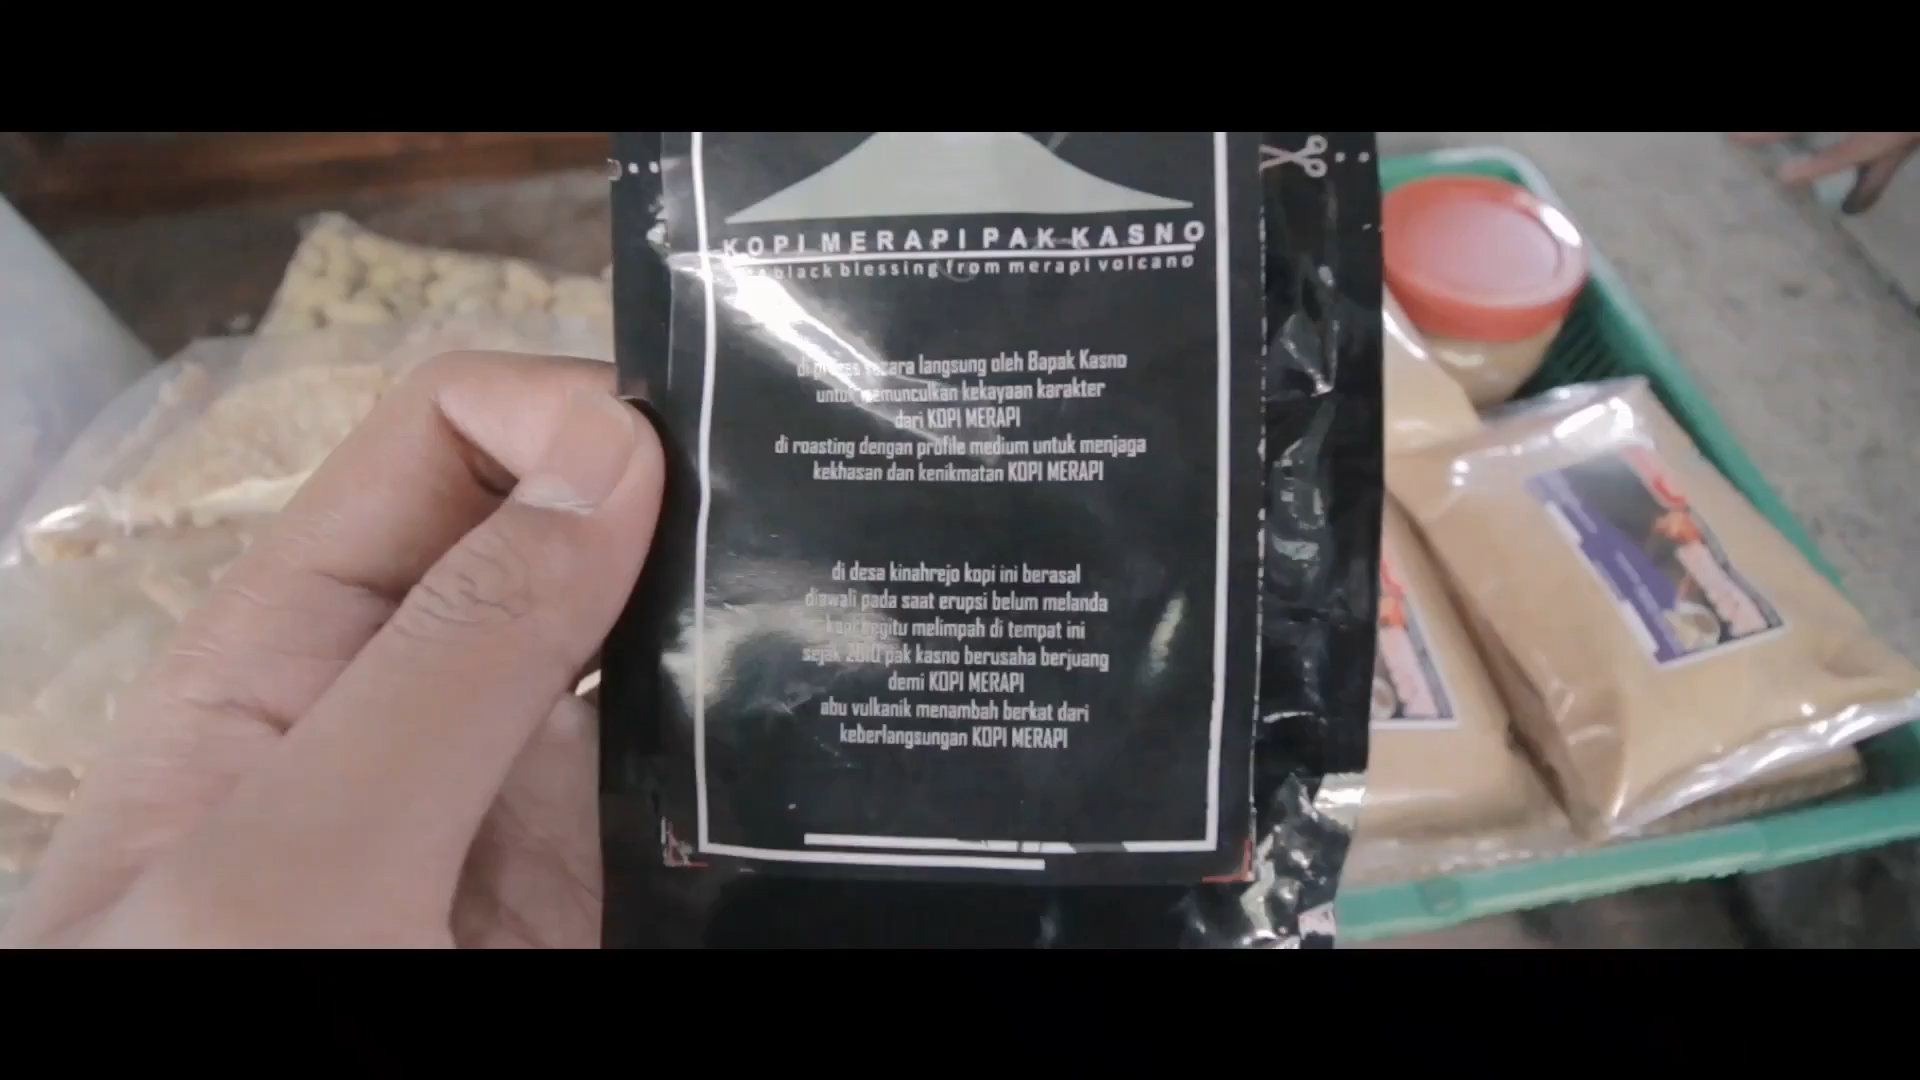 KOPI MERAPI PAK KASNO
black blessing from merapi volcano
di proses secara langsung oleh Bapak Kasno
untuk memunculkan kekayaan karakter
dari KOPI MERAPI
di roasting dengan profile medium untuk menjaga
kekhasan dan kenikmatan KOPI MERAPI
di desa kinahrejo kopi ini berasal
diawali pada saat erupsi belum melanda
kopi begitu melimpah di tempat ini
sejak 2010 pak kasno berusaha berjuang
demi KOPI MERAPI
abu vulkanik menambah berkat dari
keberlangsungan KOPI MERAPI